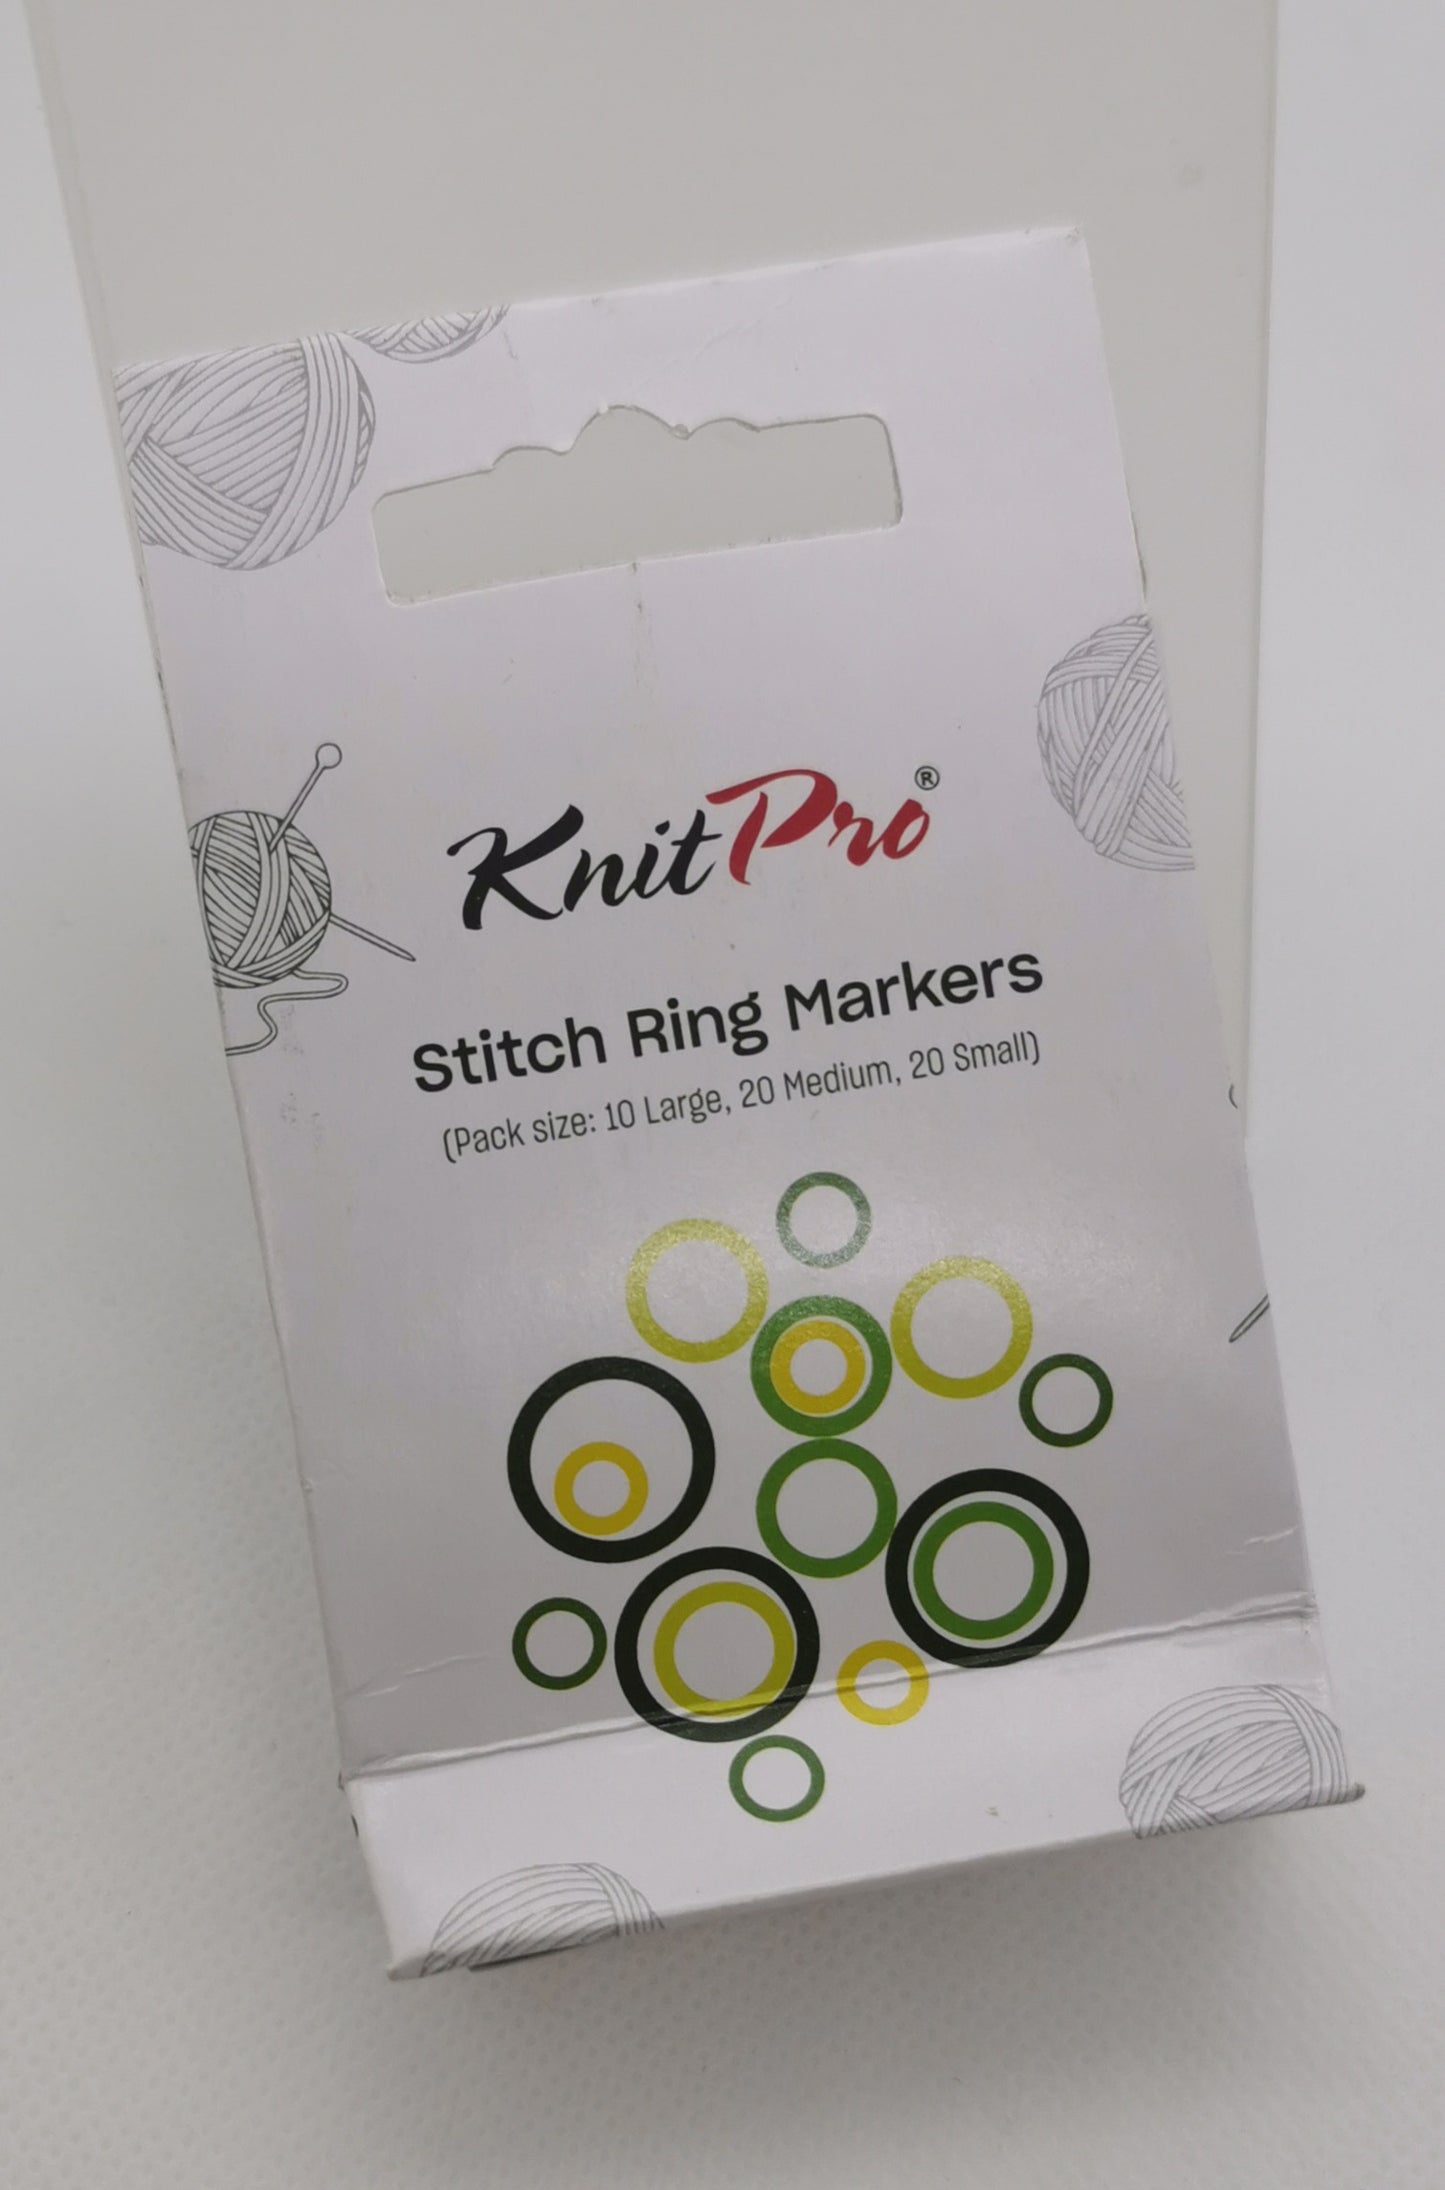 KnitPro®
Stitch Ring Markers
(Pack size: 10 Large, 20 Medium, 20 Small)